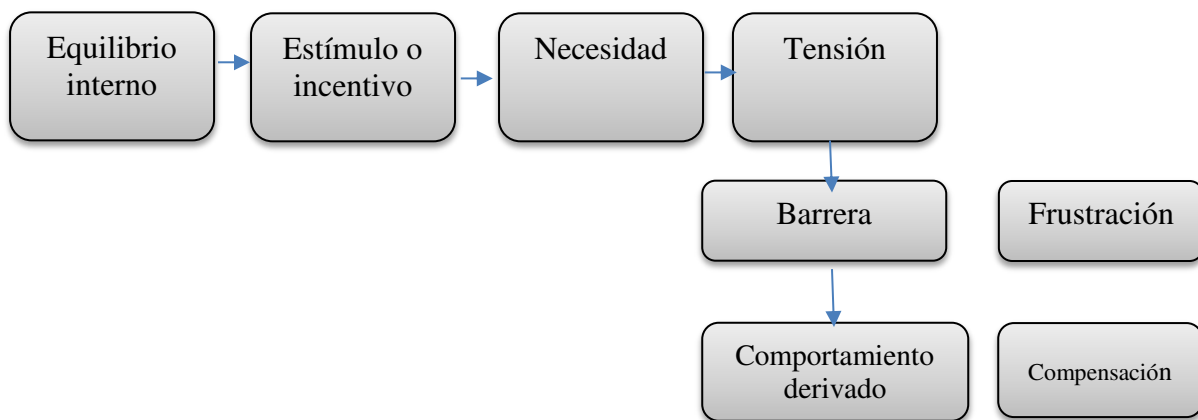 Equilibrio
interno
Estímulo o
incentivo
Necesidad
Tensión
Barrera
Frustración
Comportamiento
derivado
Compensación